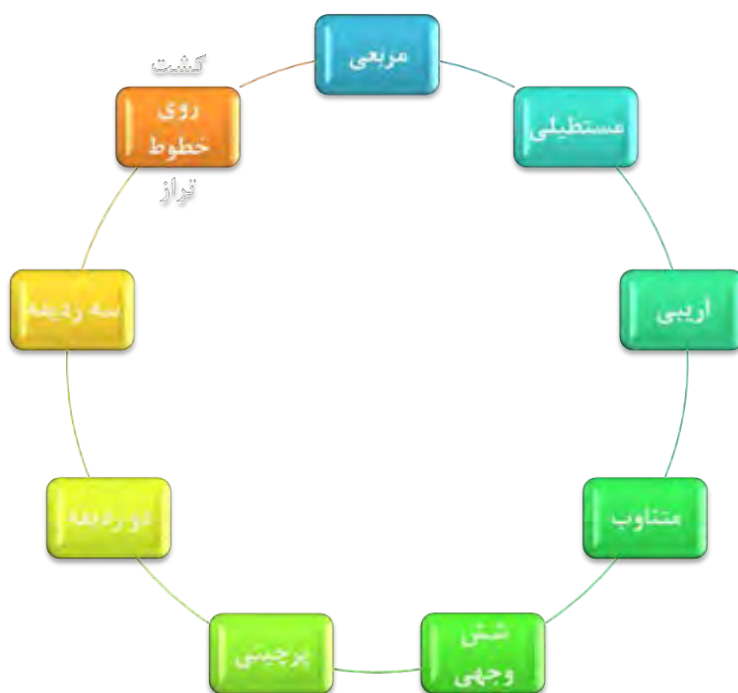 مربعی
مستطیلی
اریبی
متناوب
شش
وجهی
پرچینی
دو ردیفه
سه ردیفه
کشت
روی
خطوط
تراز